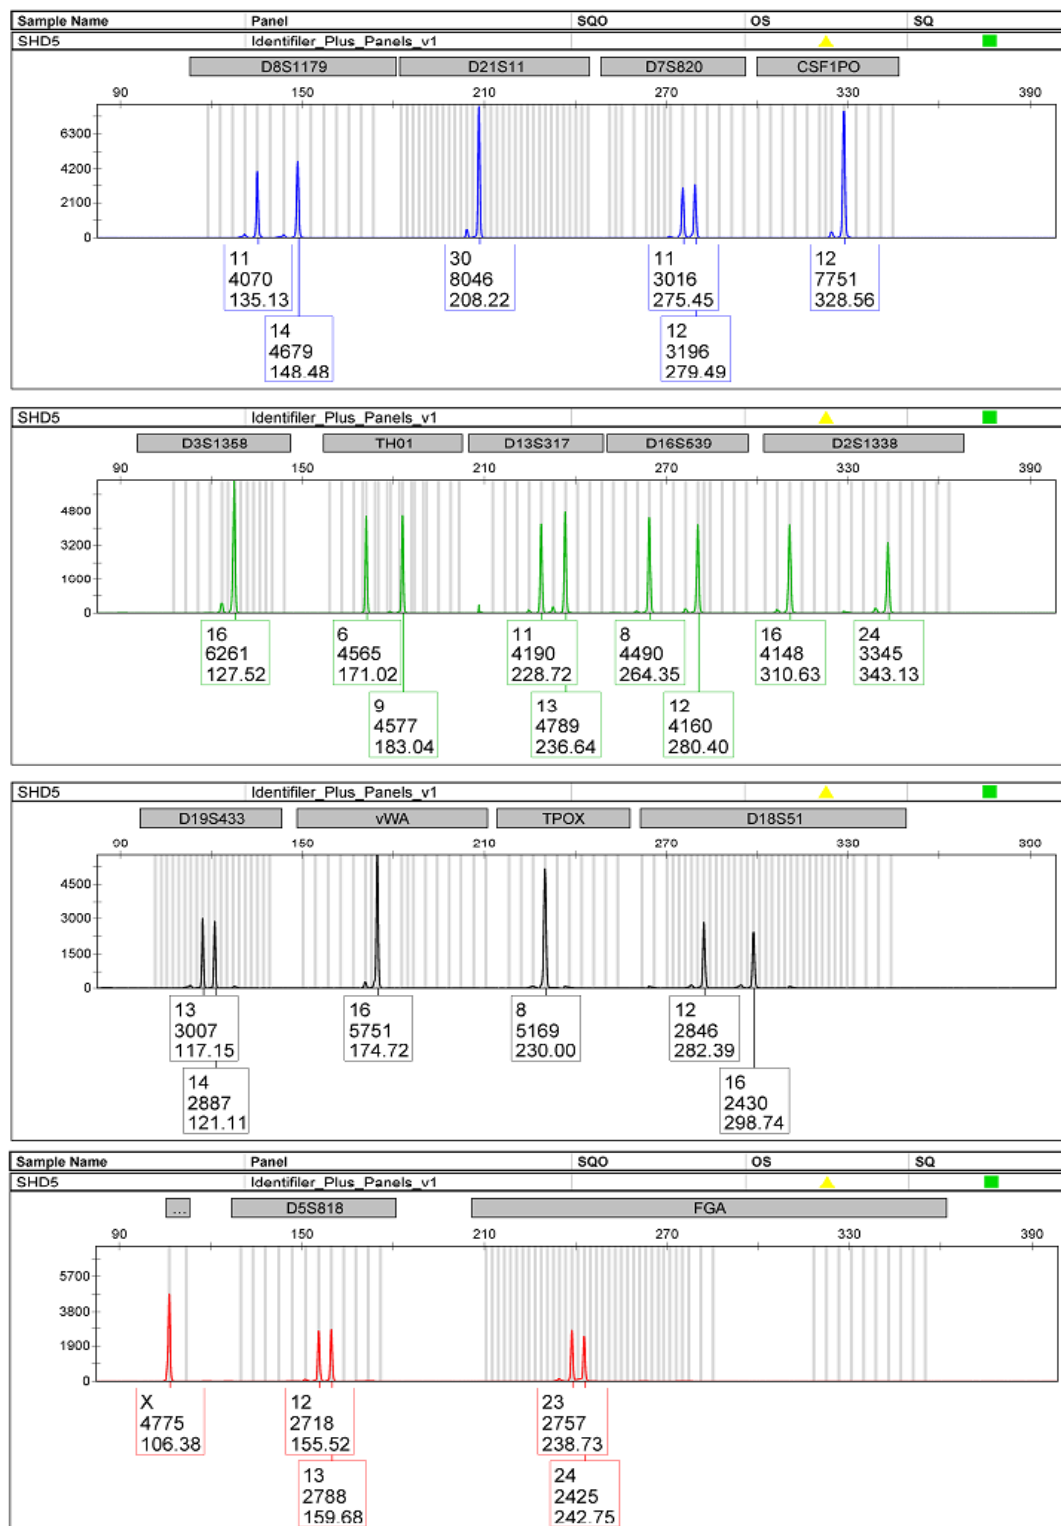 Sample Name Panel SQO OS SQ
SHD5 Identifiler_Plus_Panels_v1
D8S1179 D21S11 D7S820 CSF1PO
90 150 210 270 330 390
6300
4200
2100
0
11 30 11 12
4070 8046 3016 7751
135.13 208.22 275.45 328.56
14 12
4679 3196
148.48 279.49
SHD5 Identifiler_Plus_Panels_v1
D3S1358 TH01 D13S317 D16S539 D2S1338
90 150 210 270 330 390
4800
3200
1600
0
16 6 11 8 16 24
6261 4565 4190 4490 4148 3345
127.52 171.02 228.72 264.35 310.63 343.13
9 13 12
4577 4789 4160
183.04 236.64 280.40
SHD5 Identifiler_Plus_Panels_v1
D19S433 vWA TPOX D18S51
90 150 210 270 330 390
4500
3000
1500
0
13 16 8 12
3007 5751 5169 2846
117.15 174.72 230.00 282.39
14 16
2887 2430
121.11 298.74
Sample Name Panel SQO OS SQ
SHD5 Identifiler_Plus_Panels_v1
... D5S818 FGA
90 150 210 270 330 390
5700
3800
1900
0
X 12 23
4775 2718 2757
106.38 155.52 238.73
13 24
2788 2425
159.68 242.75